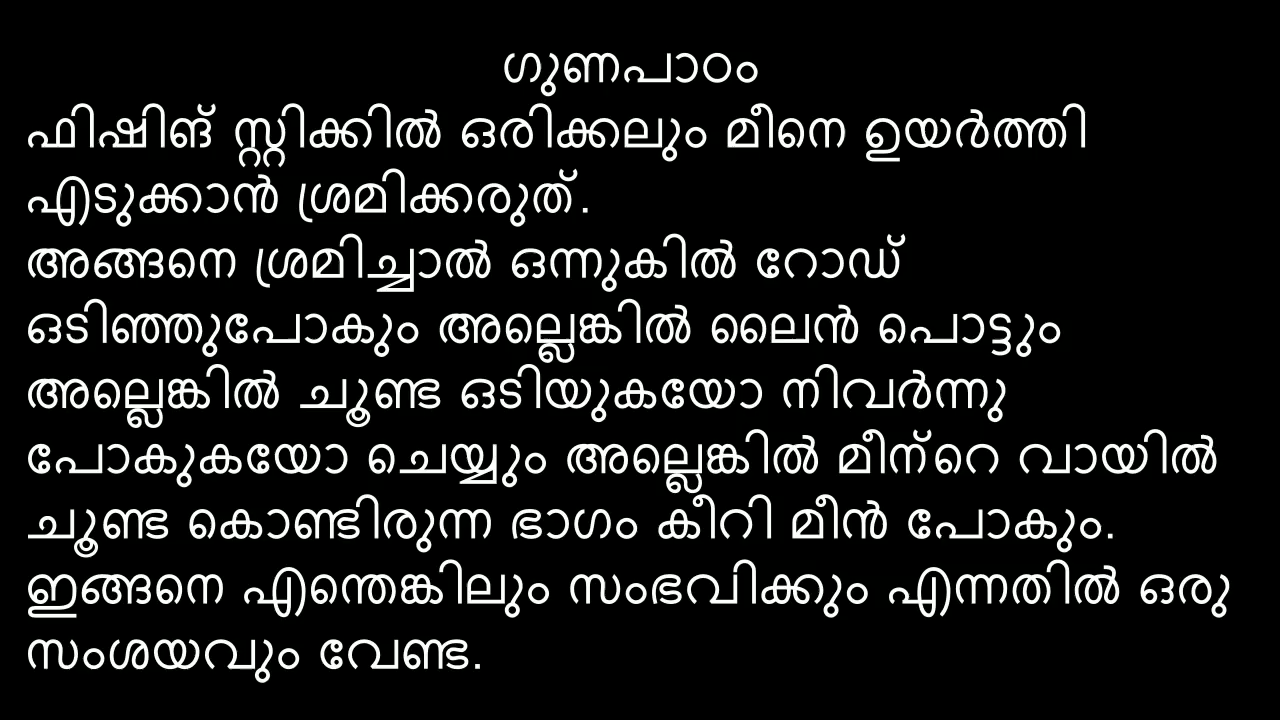 ഗുണപാഠം
ഫിഷിങ് സ്റ്റിക്കിൽ ഒരിക്കലും മീനെ ഉയർത്തി
എടുക്കാൻ ശ്രമിക്കരുത്.
അങ്ങനെ ശ്രമിച്ചാൽ ഒന്നുകിൽ റോഡ്
ഒടിഞ്ഞുപോകും അല്ലെങ്കിൽ ലൈൻ പൊട്ടും
അല്ലെങ്കിൽ ചൂണ്ട ഒടിയുകയോ നിവർന്നു
പോകുകയോ ചെയ്യും അല്ലെങ്കിൽ മീന്റെ വായിൽ
ചൂണ്ട കൊണ്ടിരുന്ന ഭാഗം കീറി മീൻ പോകും.
ഇങ്ങനെ എന്തെങ്കിലും സംഭവിക്കും എന്നതിൽ ഒരു
സംശയവും വേണ്ട.